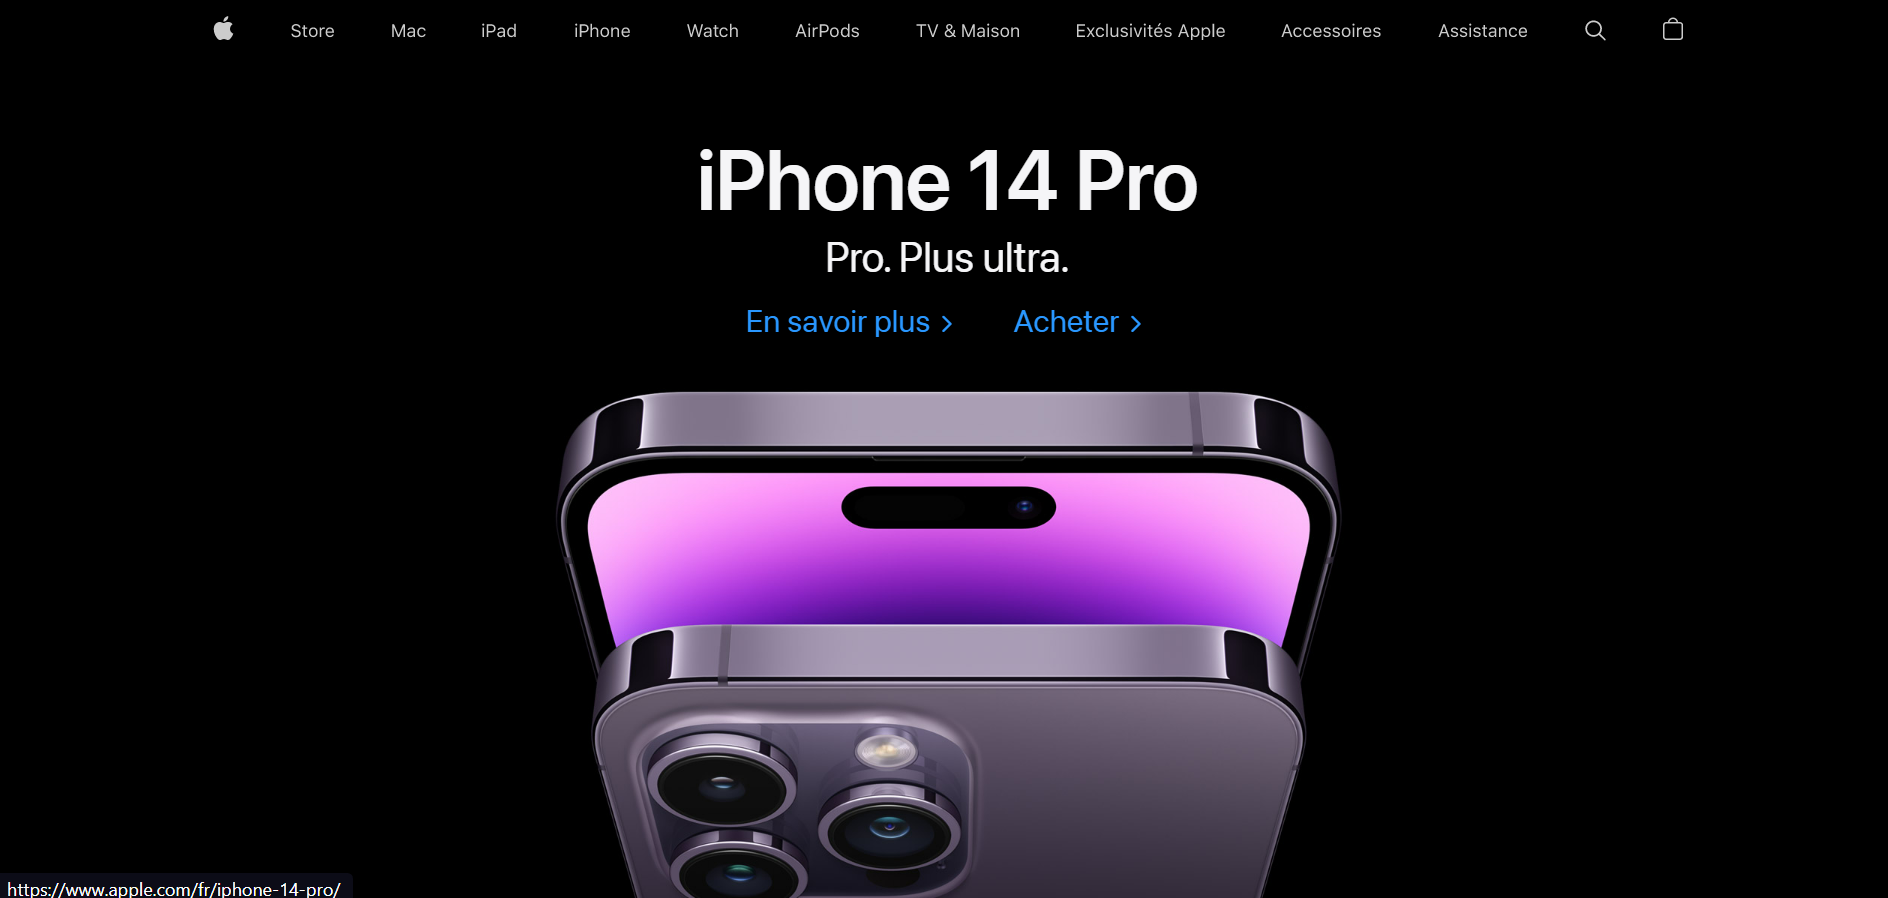 Store Mac iPad iPhone Watch AirPods TV & Maison Exclusivités Apple Accessoires Assistance
iPhone 14 Pro
Pro. Plus ultra.
En savoir plus > Acheter >
https://www.apple.com/fr/iphone-14-pro/